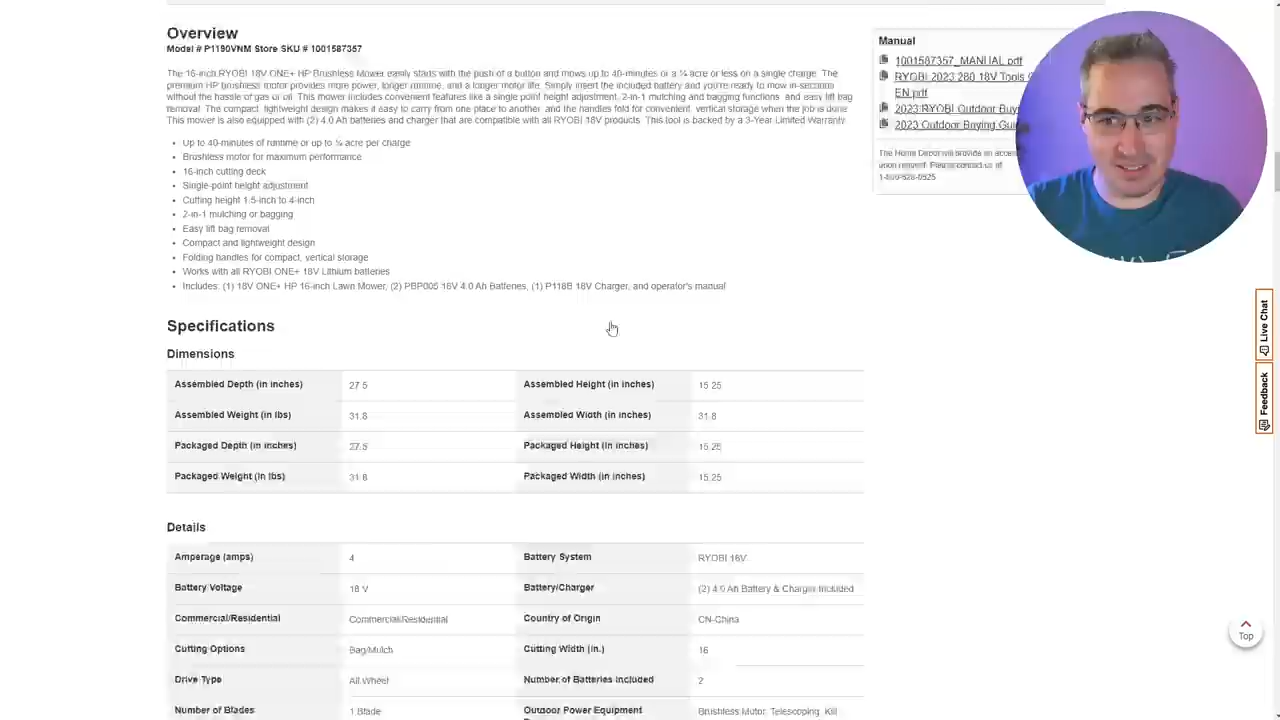 Overview
Model # P1190VNM Store SKU # 1001587357
The 16-inch RYOBI 18V ONE+ HP Brushless Mower easily starts with the push of a button and mows up to 40-minutes or a ¼ acre or less on a single charge. The
premium HP brushless motor provides more power, longer runtime, and a longer motor life. Simply insert the included battery and you're ready to mow in-seconds
without the hassle of gas or oil. This mower includes convenient features like a single point height adjustment, 2-in-1 mulching and bagging functions, and easy lift bag
removal. The compact, lightweight design makes it easy to carry from one place to another, and the handles fold for convenient, vertical storage when the job is done.
This mower is also equipped with (2) 4.0 Ah batteries and charger that are compatible with all RYOBI 18V products. This tool is backed by a 3-Year Limited Warranty.
• Up to 40-minutes of runtime or up to ¼ acre per charge
• Brushless motor for maximum performance
• 16-inch cutting deck
• Single-point height adjustment
• Cutting height 1.5-inch to 4-inch
• 2-in-1 mulching or bagging
• Easy lift bag removal
• Compact and lightweight design
• Folding handles for compact, vertical storage
• Works with all RYOBI ONE+ 18V Lithium batteries
• Includes: (1) 18V ONE+ HP 16-inch Lawn Mower, (2) PBP005 18V 4.0 Ah Batteries, (1) P118B 18V Charger, and operator's manual
Manual
1001587357_MANUAL.pdf
RYOBI 2023 280 18V Tools
EN.pdf
2023 RYOBI Outdoor Buy
2023 Outdoor Buying Gui
The Home Depot will provide an
upon request. Please contact us at
Specifications
Dimensions
Assembled Depth (in inches) 27.5 Assembled Height (in inches) 15.25
Assembled Weight (in lbs) 31.8 Assembled Width (in inches) 31.8
Packaged Depth (in inches) 27.5 Packaged Height (in inches) 15.25
Packaged Weight (in lbs) 31.8 Packaged Width (in inches) 15.25
Details
Amperage (amps) 4 Battery System RYOBI 18V
Battery Voltage 18 V Battery/Charger (2) 4.0 Ah Battery & Charger Included
Commercial/Residential Commercial/Residential Country of Origin CN-China
Cutting Options Bag/Mulch Cutting Width (in.) 16
Drive Type All Wheel Number of Batteries Included 2
Number of Blades 1 Blade Outdoor Power Equipment Brushless Motor, Telescoping, Kill
Live Chat
Feedback
Top